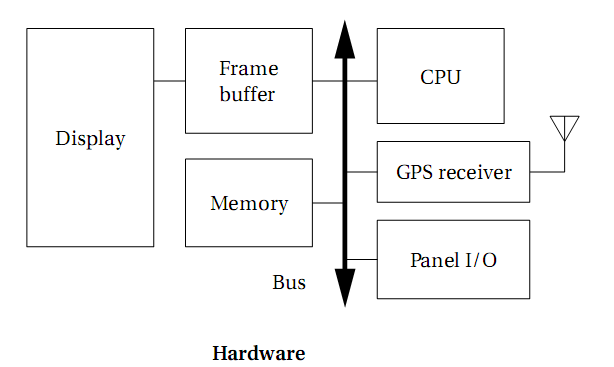 Frame
buffer
CPU
Display
GPS receiver
Memory
Panel I/O
Bus
Hardware